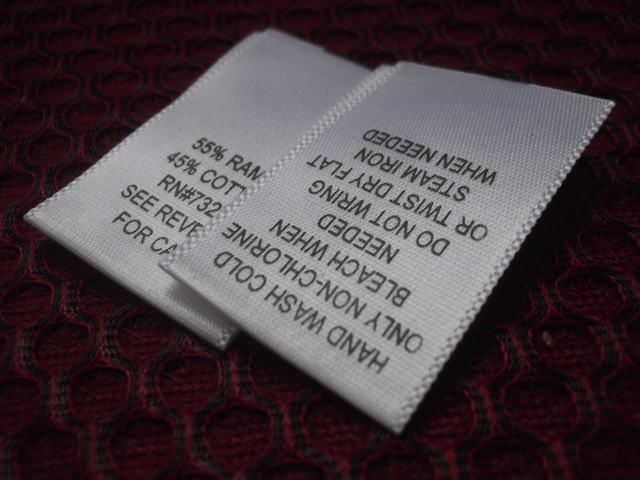 55% RAM
45% COTT
RN#732
SEE REVE
FOR CA
HAND WASH COLD
ONLY NON-CHLORINE
BLEACH WHEN
NEEDED
DO NOT WRING
OR TWIST DRY FLAT
STEAM IRON
WHEN NEEDED